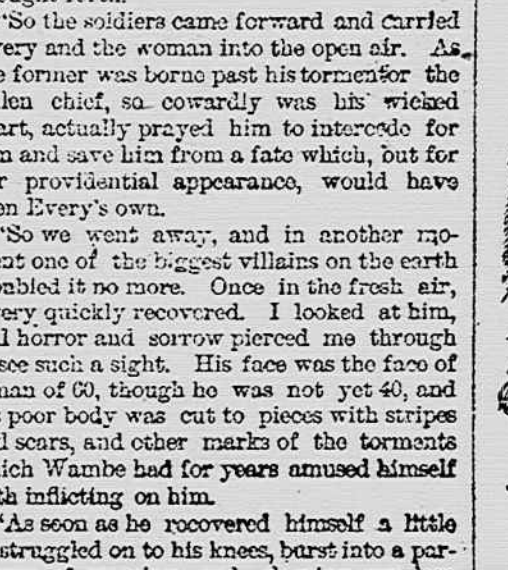 "So the soldiers came forward and carried
ery and the woman into the open air. As
e former was borne past his tormentor the
len chief, so cowardly was his wicked
art, actually prayed him to intercede for
m and save him from a fate which, but for
r providential appearance, would have
en Every's own.
"So we went away, and in another mo-
nt one of the biggest villains on the earth
oubled it no more. Once in the fresh air,
very quickly recovered. I looked at him,
d horror and sorrow pierced me through
see such a sight. His face was the face of
man of 60, though he was not yet 40, and
s poor body was cut to pieces with stripes
d scars, and other marks of the torments
ich Wambe had for years amused himself
th inflicting on him.
"As soon as he recovered himself a little
struggled on to his knees, burst into a par-